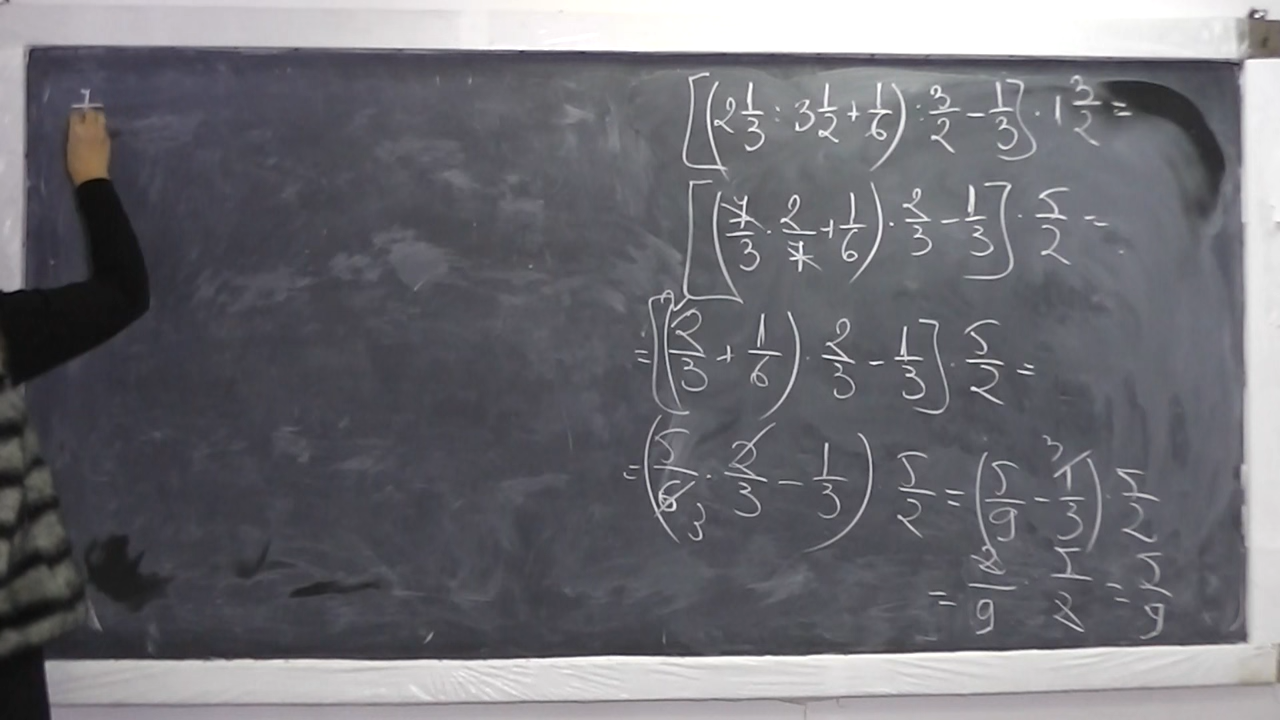 1
[(2 1/3 : 3 1/2 + 1/6) : 3/2 - 1/3] · 1 3/2 =
[(7/3 · 2/7 + 1/6) · 2/3 - 1/3] · 5/2 =
= [(2/3 + 1/6) · 2/3 - 1/3] · 5/2 =
= (5/6 · 2/3 - 1/3) 5/2 = (5/9 - 1/3) · 5/2
= 2/9 · 5/2 = 5/9